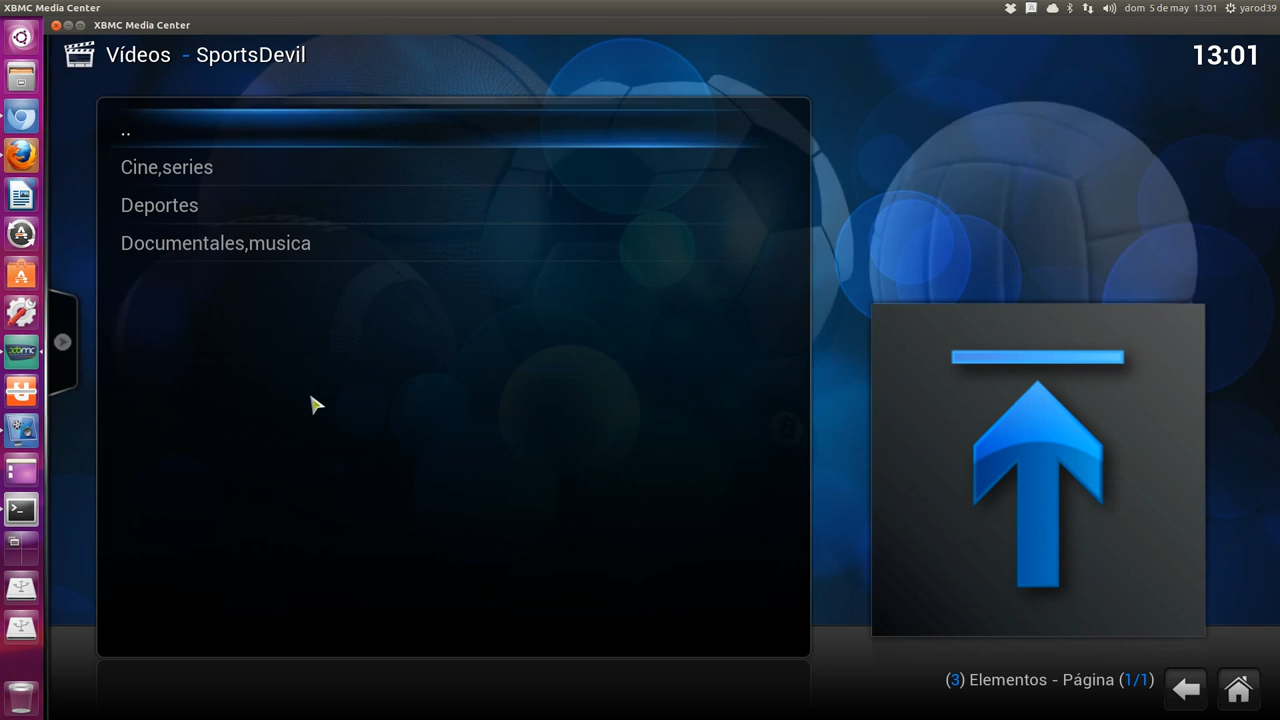 XBMC Media Center
dom 5 de may 13:01 yarod39
XBMC Media Center
Vídeos - SportsDevil
13:01
..
Cine,series
Deportes
Documentales,musica
xbmc
(3) Elementos - Página (1/1)